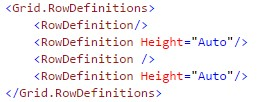 <Grid.RowDefinitions>
    <RowDefinition/>
    <RowDefinition Height="Auto"/>
    <RowDefinition />
    <RowDefinition Height="Auto"/>
</Grid.RowDefinitions>